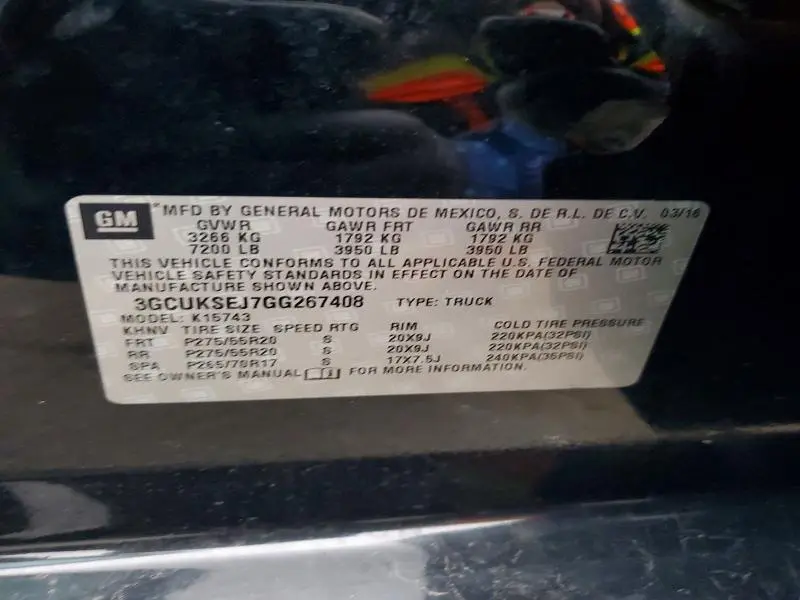 GM
*MFD BY GENERAL MOTORS DE MEXICO, S. DE R.L. DE C.V. 03/16
GVWR GAWR FRT GAWR RR
3266 KG 1792 KG 1792 KG
7200 LB 3950 LB 3950 LB
THIS VEHICLE CONFORMS TO ALL APPLICABLE U.S. FEDERAL MOTOR
VEHICLE SAFETY STANDARDS IN EFFECT ON THE DATE OF
MANUFACTURE SHOWN ABOVE.
3GCUKSEJ7GG267408 TYPE: TRUCK
MODEL: K15743
KHNV TIRE SIZE SPEED RTG RIM COLD TIRE PRESSURE
FRT P275/55R20 S 20X9J 220KPA(32PSI)
RR P275/55R20 S 20X9J 220KPA(32PSI)
SPA P265/70R17 S 17X7.5J 240KPA(35PSI)
SEE OWNER'S MANUAL FOR MORE INFORMATION.